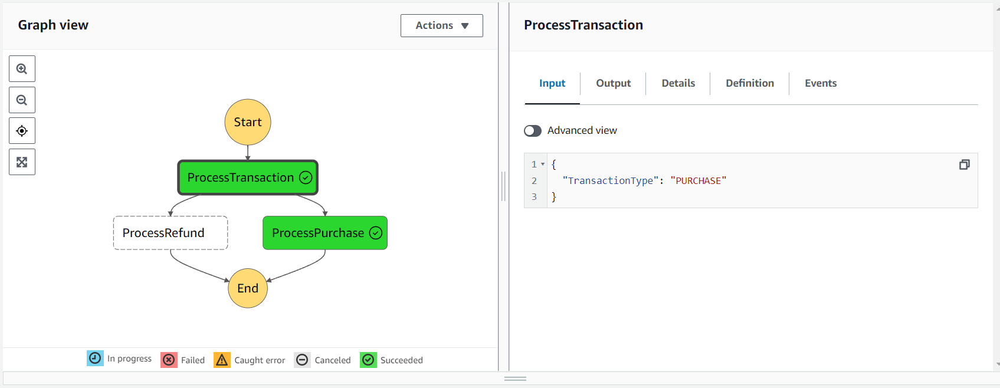 Graph view
Actions
Start
ProcessTransaction
ProcessRefund
ProcessPurchase
End
In progress
Failed
Caught error
Canceled
Succeeded
ProcessTransaction
Input
Output
Details
Definition
Events
Advanced view
1 {
2 "TransactionType": "PURCHASE"
3 }